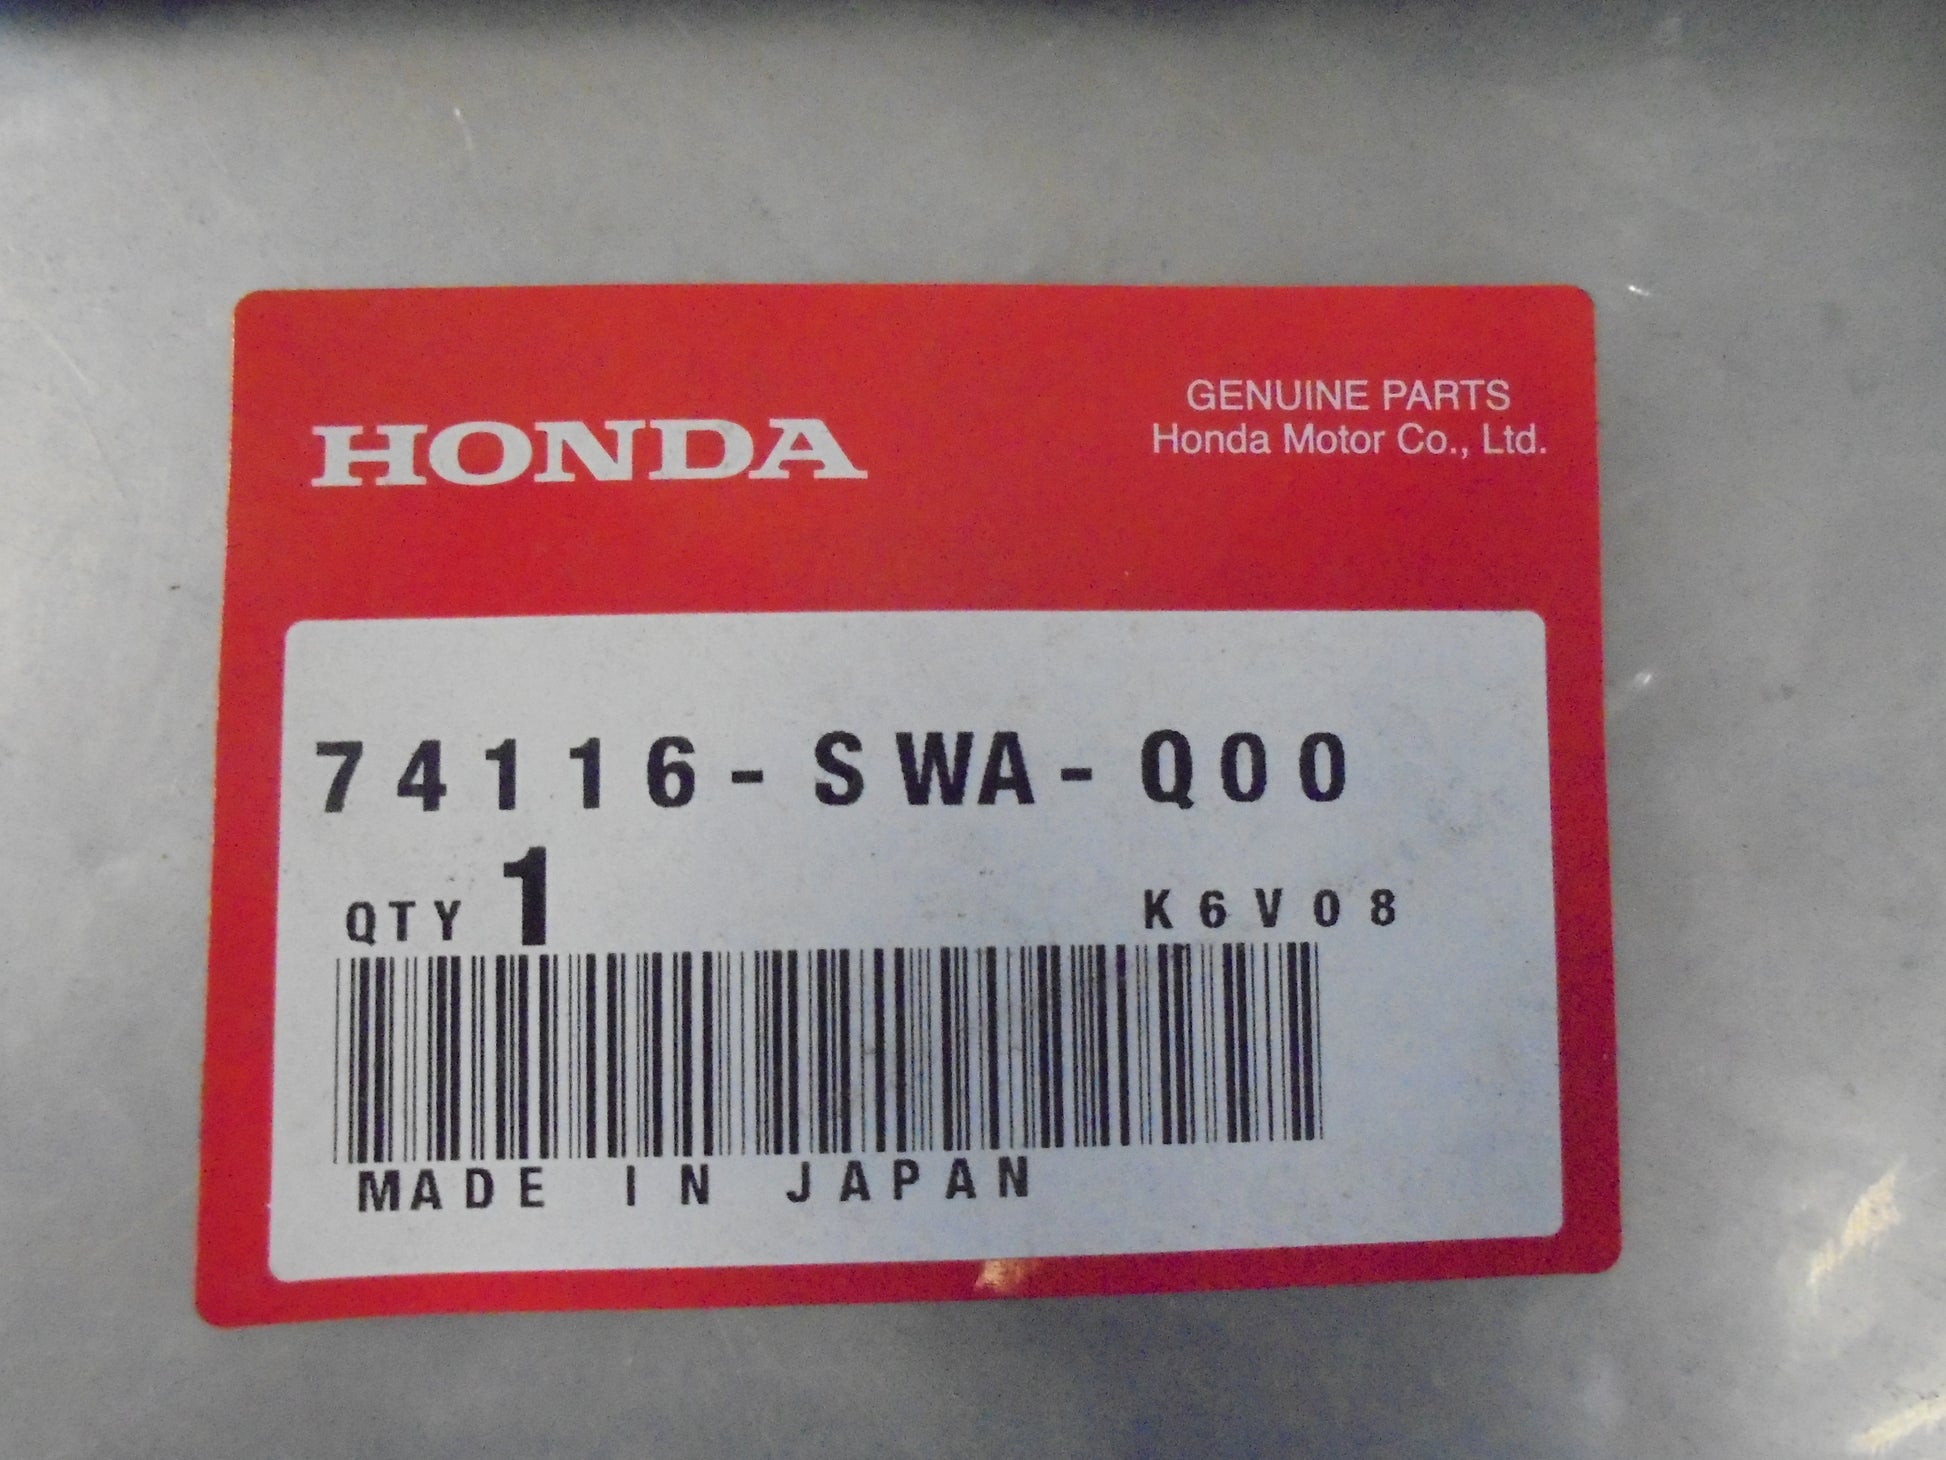 HONDA
GENUINE PARTS
Honda Motor Co., Ltd.
74116-SWA-Q00
QTY 1
K6V08
MADE IN JAPAN